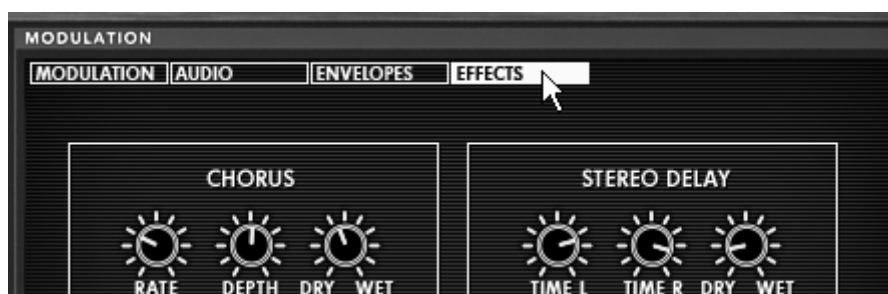 MODULATION
MODULATION AUDIO ENVELOPES EFFECTS
CHORUS STEREO DELAY
RATE DEPTH DRY WET TIME L TIME R DRY WET